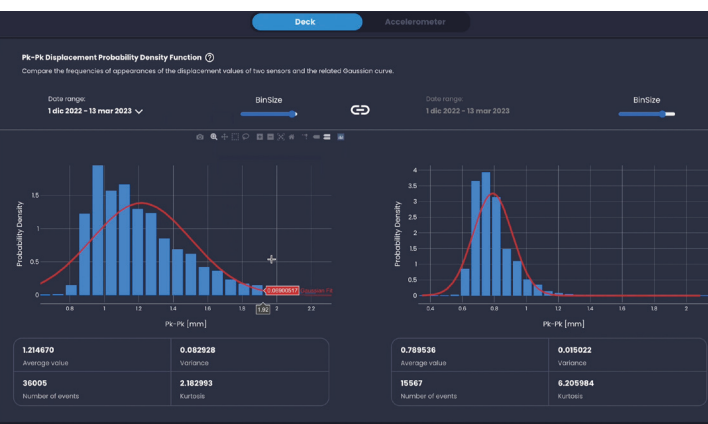 Deck
Accelerometer
Pk-Pk Displacement Probability Density Function ?
Compare the frequencies of appearances of the displacement values of two sensors and the related Gaussian curve.
Date range:
1 dic 2022 - 13 mar 2023
BinSize
Date range:
1 dic 2022 - 13 mar 2023
BinSize
Probability Density
1.5
1
0.5
0
0.8
1
1.2
1.4
1.6
1.8
1.92
2
2.2
Gaussian Fit
Pk-Pk [mm]
Probability Density
4
3.5
3
2.5
2
1.5
1
0.5
0
0.4
0.6
0.8
1
1.2
1.4
1.6
1.8
2
Pk-Pk [mm]
1.214670
Average value
0.082928
Variance
36005
Number of events
2.182993
Kurtosis
0.789536
Average value
0.015022
Variance
15567
Number of events
6.205984
Kurtosis